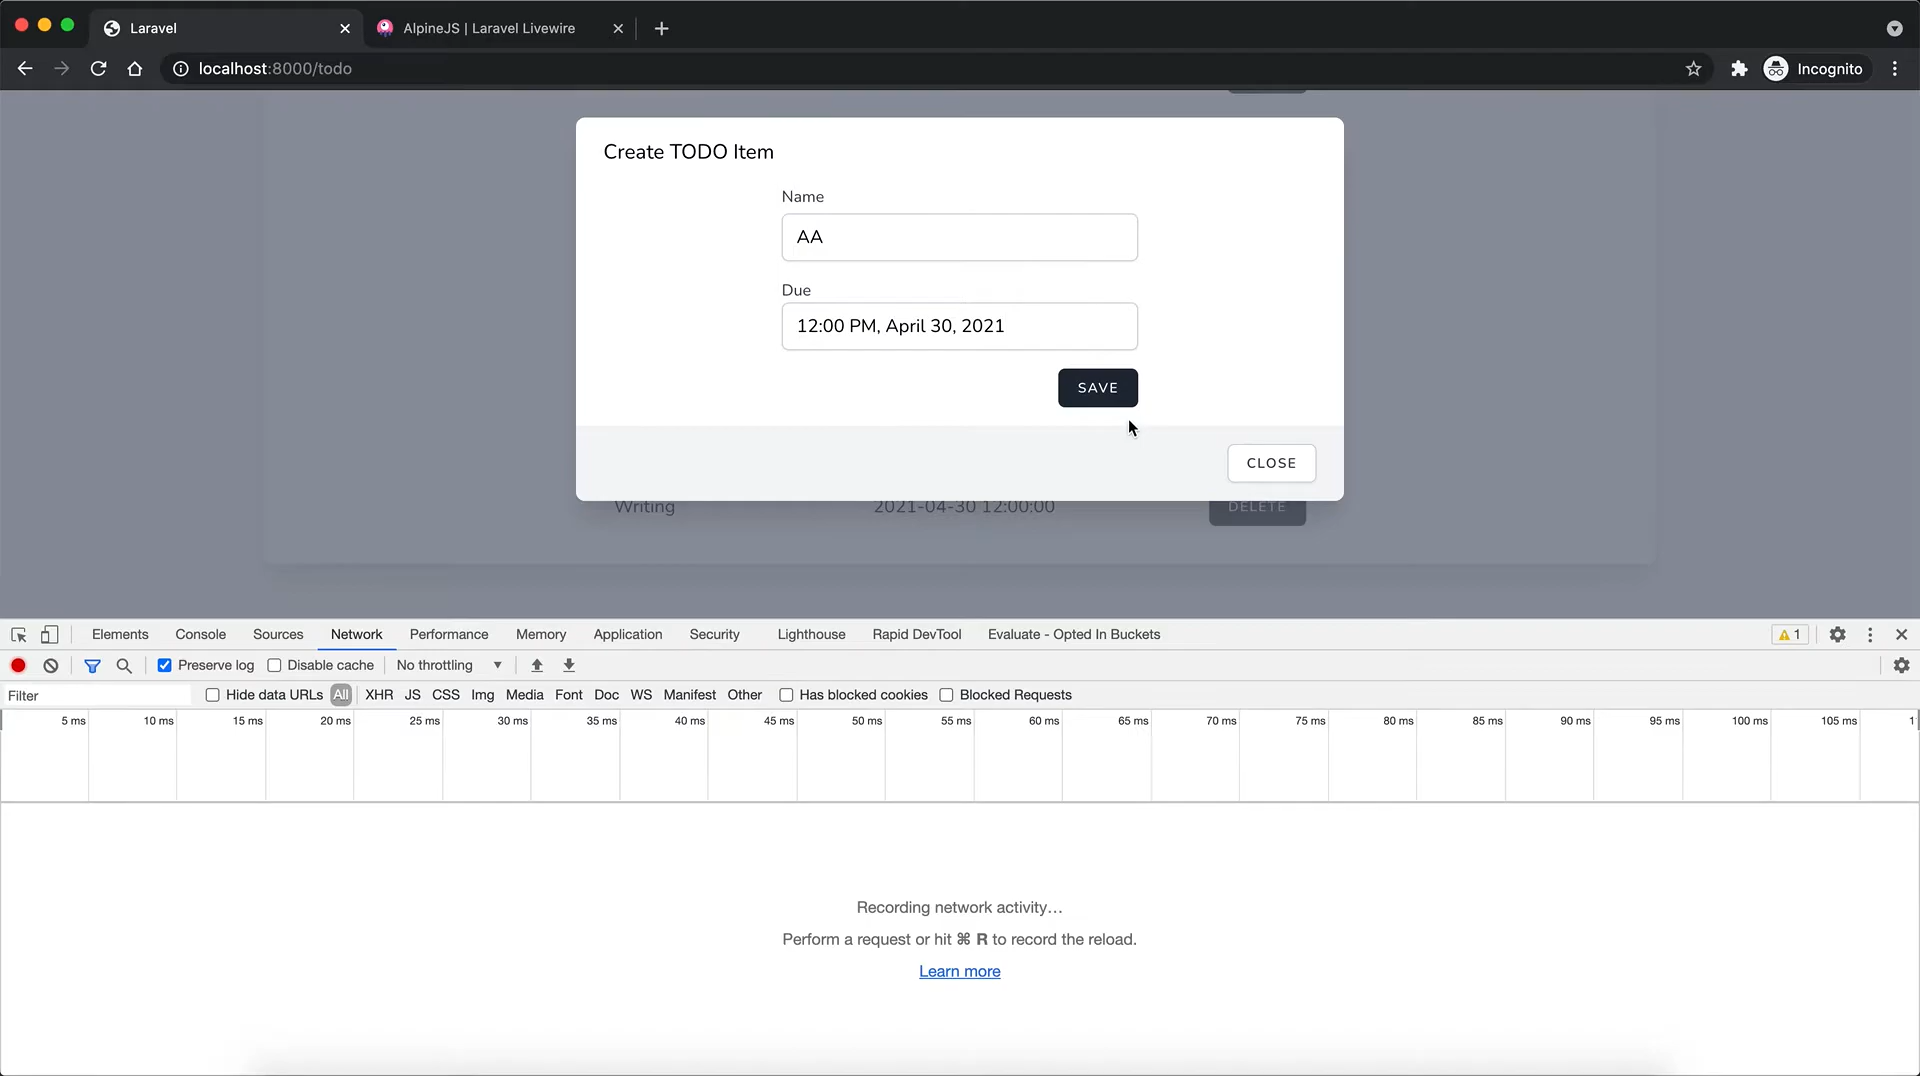 Laravel
AlpineJS | Laravel Livewire
localhost:8000/todo
Incognito
Create TODO Item
Name
AA
Due
12:00 PM, April 30, 2021
SAVE
CLOSE
Writing 2021-04-30 12:00:00 DELETE
Elements Console Sources Network Performance Memory Application Security Lighthouse Rapid DevTool Evaluate - Opted In Buckets 1
Preserve log Disable cache No throttling
Filter Hide data URLs All XHR JS CSS Img Media Font Doc WS Manifest Other Has blocked cookies Blocked Requests
5 ms 10 ms 15 ms 20 ms 25 ms 30 ms 35 ms 40 ms 45 ms 50 ms 55 ms 60 ms 65 ms 70 ms 75 ms 80 ms 85 ms 90 ms 95 ms 100 ms 105 ms
Recording network activity…
Perform a request or hit ⌘ R to record the reload.
Learn more